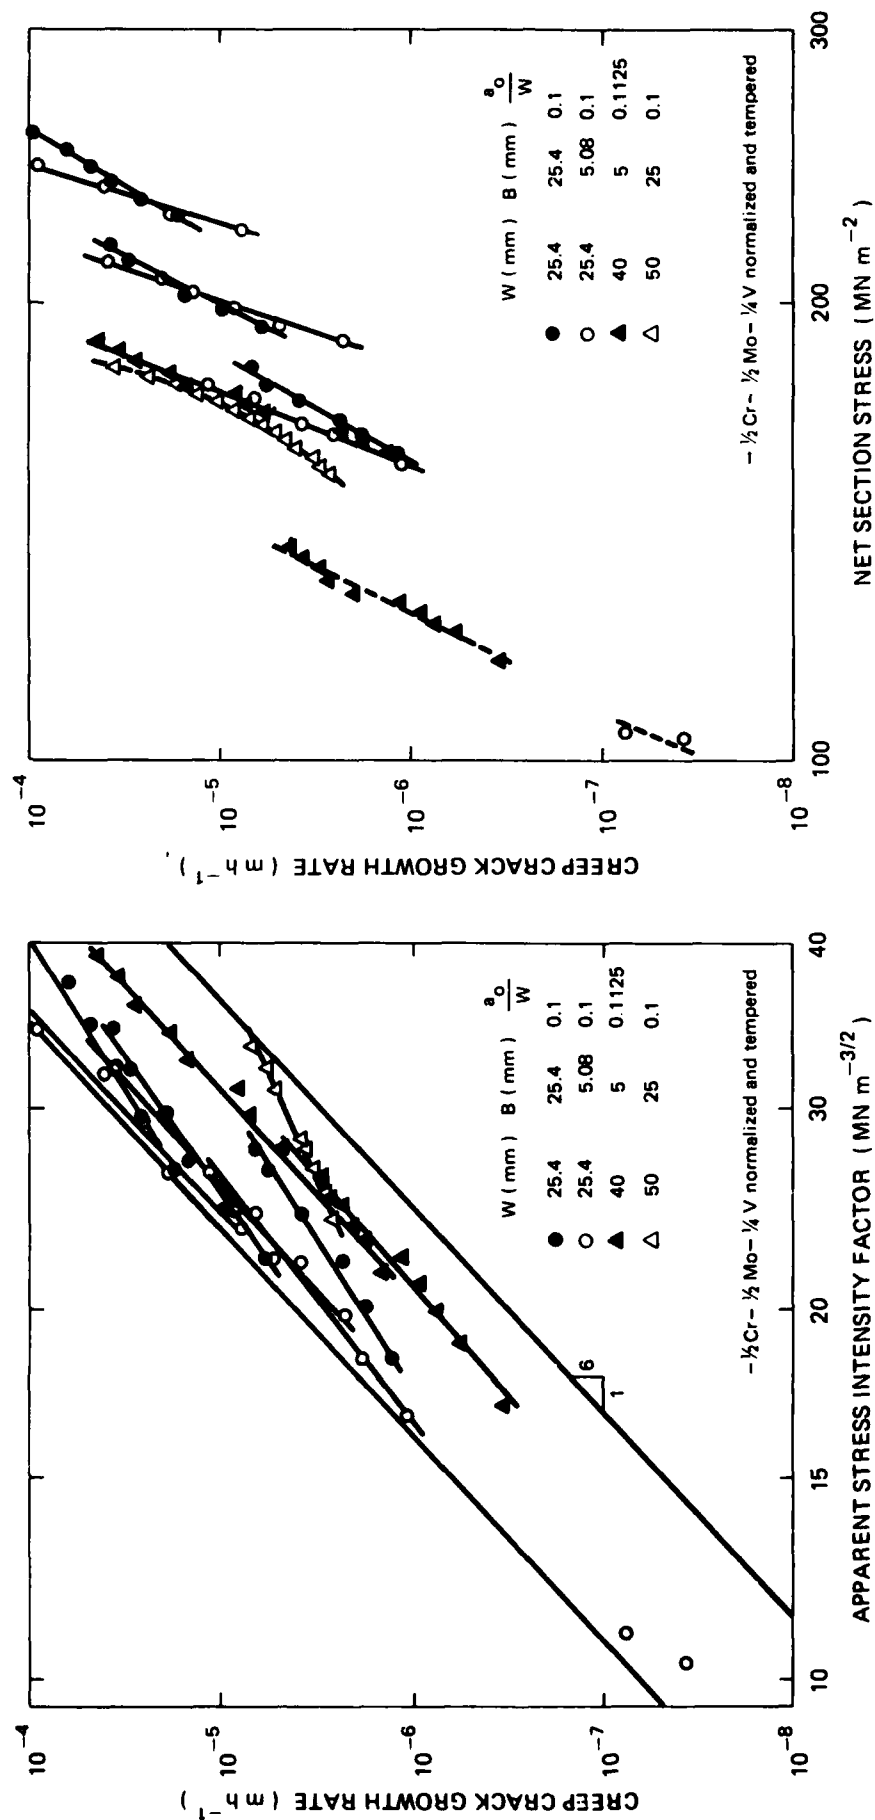 CREEP CRACK GROWTH RATE ( m h⁻¹ )
10⁻⁴
10⁻⁵
10⁻⁶
10⁻⁷
10⁻⁸
W ( mm ) B ( mm ) a₀/W
● 25.4 25.4 0.1
○ 25.4 5.08 0.1
▲ 40 5 0.1125
△ 50 25 0.1
6
1
-½Cr- ½Mo- ¼V normalized and tempered
10 15 20 30 40
APPARENT STRESS INTENSITY FACTOR ( MN m⁻³/² )
CREEP CRACK GROWTH RATE ( m h⁻¹ ) ,
10⁻⁴
10⁻⁵
10⁻⁶
10⁻⁷
10⁻⁸
W ( mm ) B ( mm ) a₀/W
● 25.4 25.4 0.1
○ 25.4 5.08 0.1
▲ 40 5 0.1125
△ 50 25 0.1
- ½Cr- ½Mo- ¼V normalized and tempered
100 200 300
NET SECTION STRESS ( MN m⁻² )